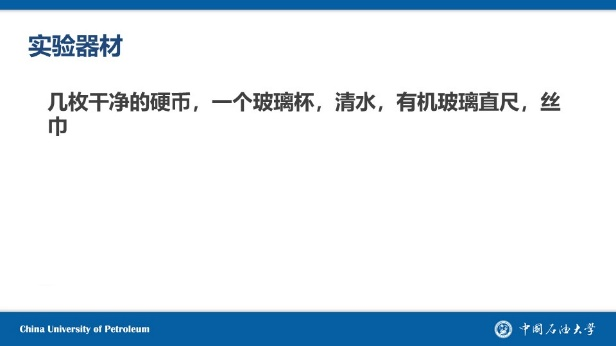 实验器材
几枚干净的硬币，一个玻璃杯，清水，有机玻璃直尺，丝
巾
China University of Petroleum
中国石油大学